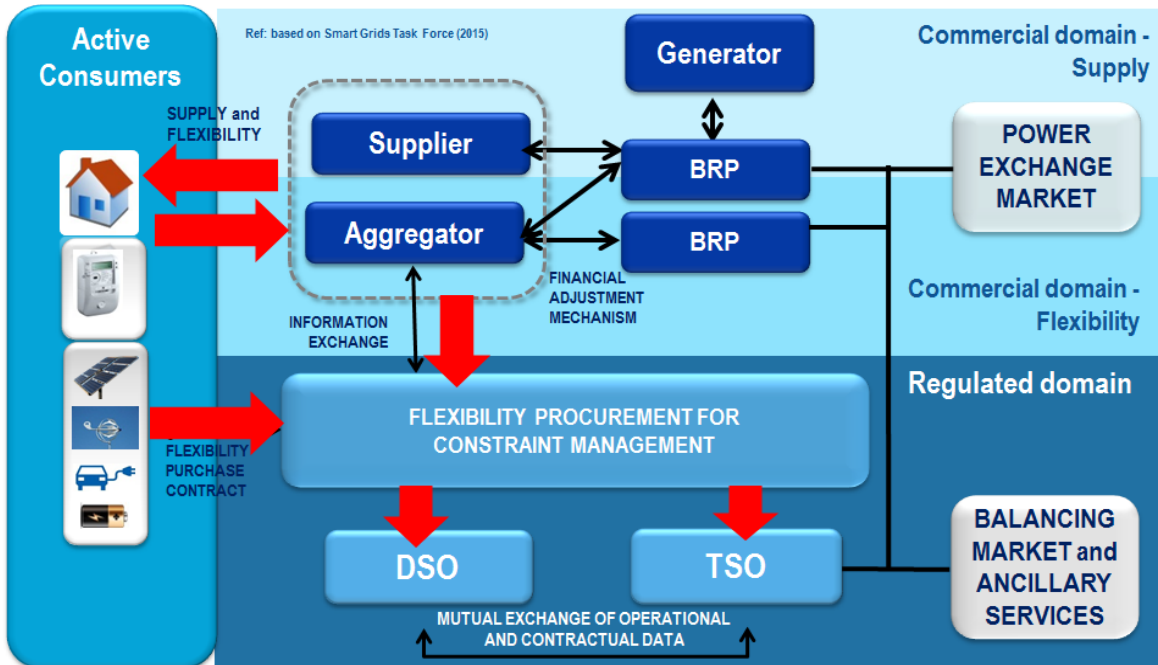 Active
Consumers
Ref: based on Smart Grids Task Force (2015)
Generator
Commercial domain -
Supply
SUPPLY and
FLEXIBILITY
Supplier
BRP
POWER
EXCHANGE
MARKET
Aggregator
BRP
FINANCIAL
ADJUSTMENT
MECHANISM
Commercial domain -
Flexibility
INFORMATION
EXCHANGE
Regulated domain
FLEXIBILITY PROCUREMENT FOR
CONSTRAINT MANAGEMENT
FLEXIBILITY
PURCHASE
CONTRACT
DSO
TSO
BALANCING
MARKET and
ANCILLARY
SERVICES
MUTUAL EXCHANGE OF OPERATIONAL
AND CONTRACTUAL DATA